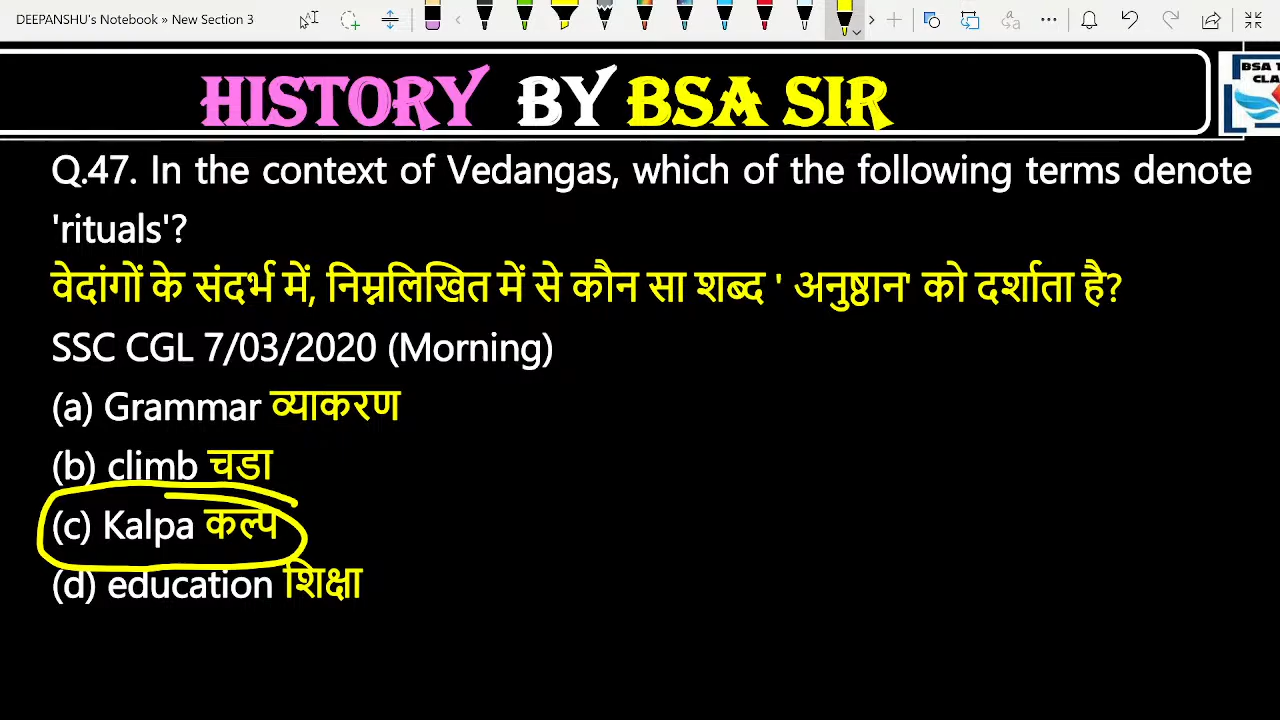 DEEPANSHU's Notebook » New Section 3
HISTORY BY BSA SIR
BSA
CLA
Q.47. In the context of Vedangas, which of the following terms denote
'rituals'?
वेदांगों के संदर्भ में, निम्नलिखित में से कौन सा शब्द ' अनुष्ठान' को दर्शाता है?
SSC CGL 7/03/2020 (Morning)
(a) Grammar व्याकरण
(b) climb चडा
(c) Kalpa कल्प
(d) education शिक्षा